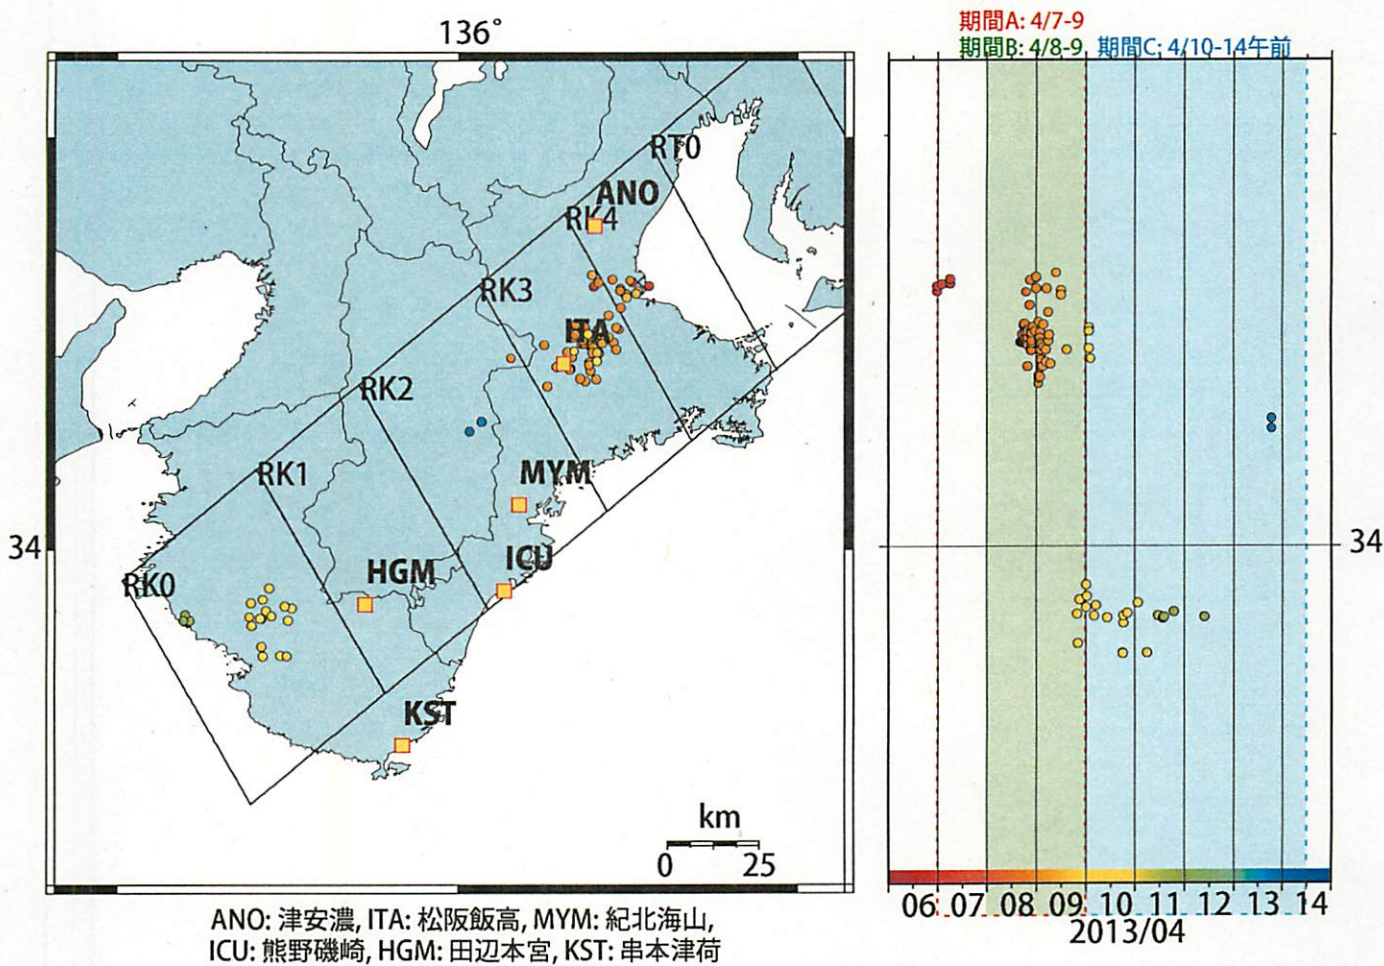 136°
期間A: 4/7-9
期間B: 4/8-9 期間C: 4/10-14午前
RT0
ANO
RK4
RK3
ITA
RK2
RK1
MYM
34
34
ICU
HGM
RK0
KST
km
0 25
06 07 08 09 10 11 12 13 14
2013/04
ANO: 津安濃, ITA: 松阪飯高, MYM: 紀北海山,
ICU: 熊野磯崎, HGM: 田辺本宮, KST: 串本津荷